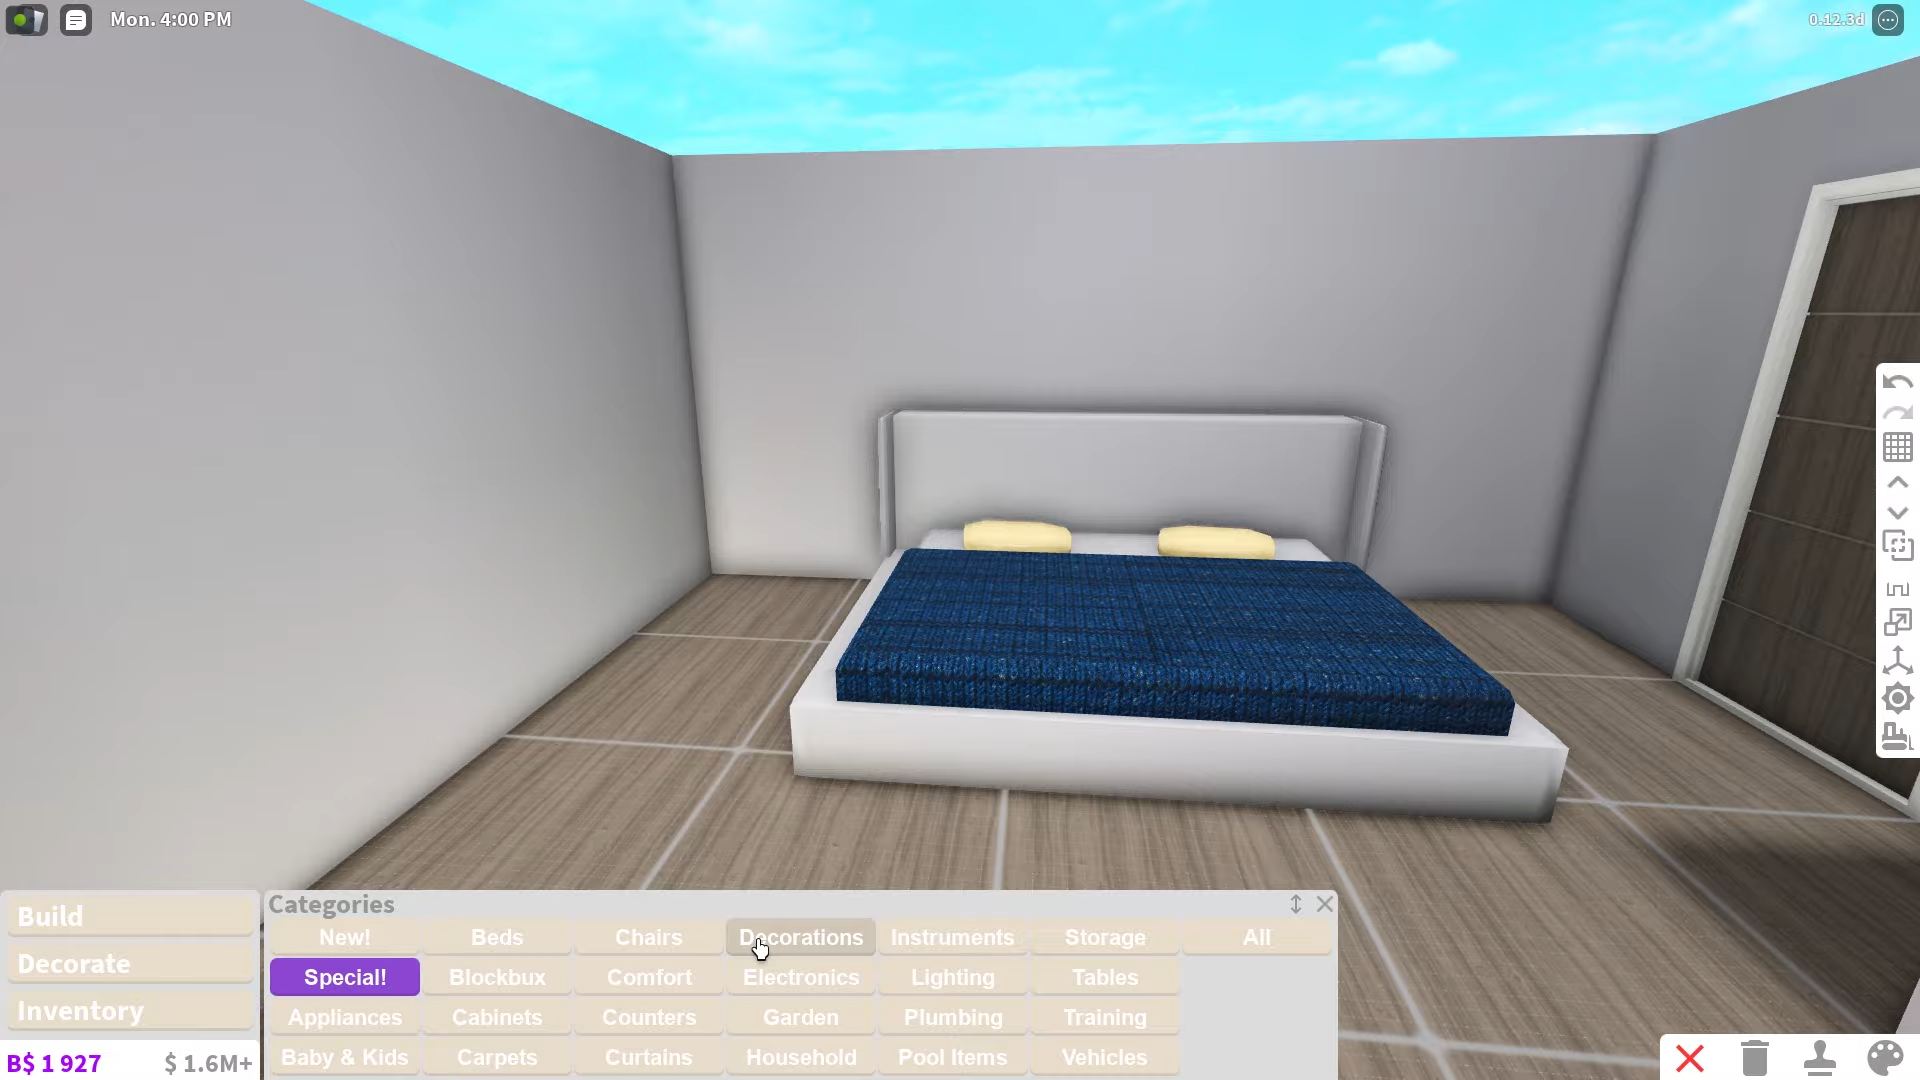 Mon. 4:00 PM
0.12.3d
Build
Decorate
Inventory
B$ 1 927 $ 1.6M+
Categories
New! Beds Chairs Decorations Instruments Storage All
Special! Blockbux Comfort Electronics Lighting Tables
Appliances Cabinets Counters Garden Plumbing Training
Baby & Kids Carpets Curtains Household Pool Items Vehicles